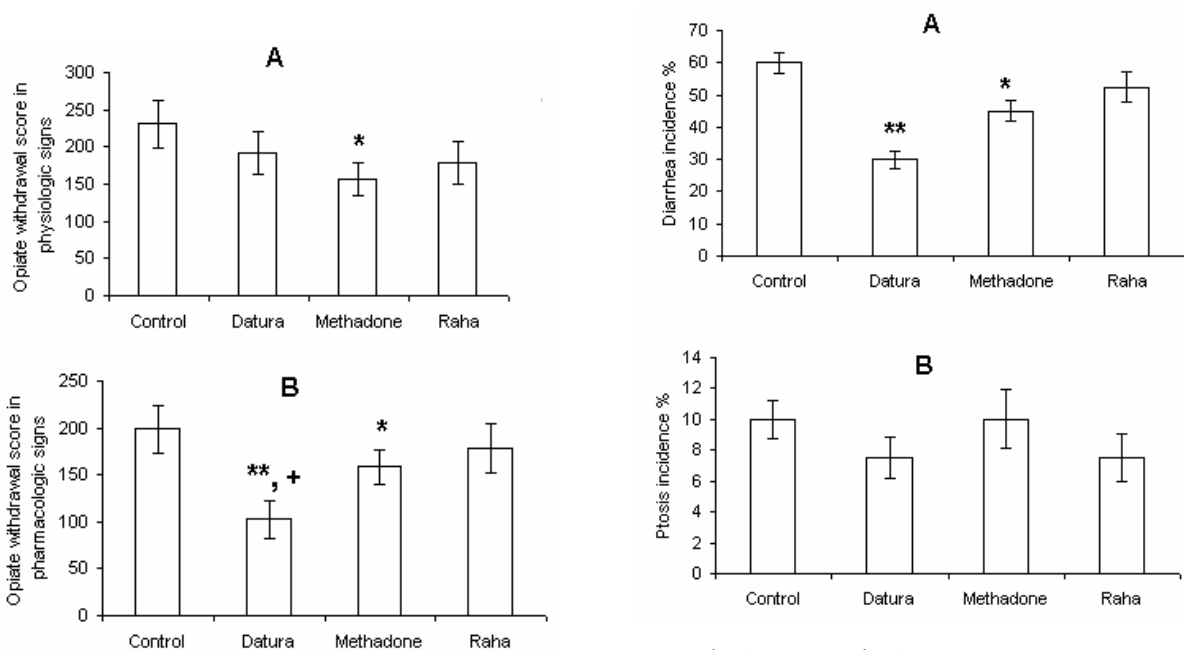 A
Opiate withdrawal score in
physiologic signs
300
250
200
150
100
50
0
*
Control Datura Methadone Raha
B
Opiate withdrawal score in
pharmacologic signs
250
200
150
100
50
0
**, +
*
Control Datura Methadone Raha
A
Diarrhea incidence %
70
60
50
40
30
20
10
0
**
*
Control Datura Methadone Raha
B
Ptosis incidence %
14
12
10
8
6
4
2
0
Control Datura Methadone Raha